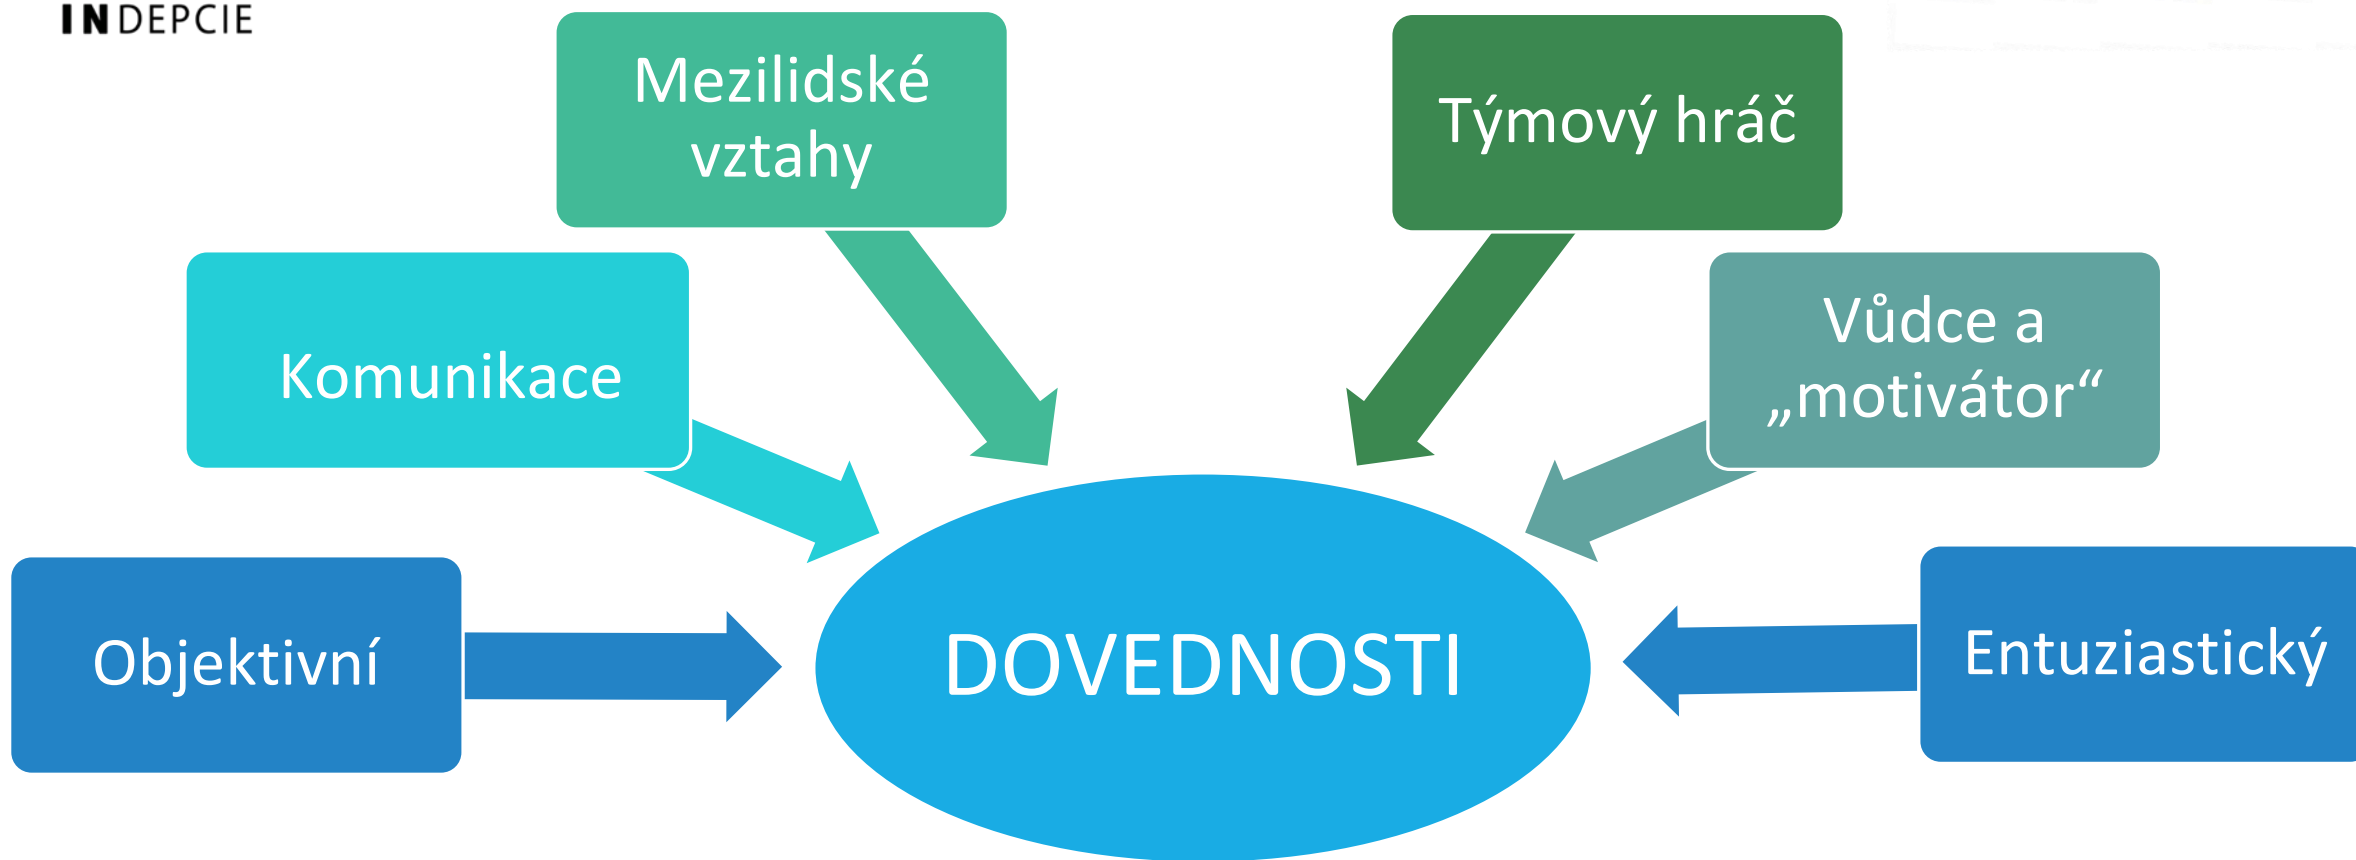 INDEPCIE
Mezilidské
vztahy
Týmový hráč
Komunikace
Vůdce a
„motivátor“
Objektivní
DOVEDNOSTI
Entuziastický